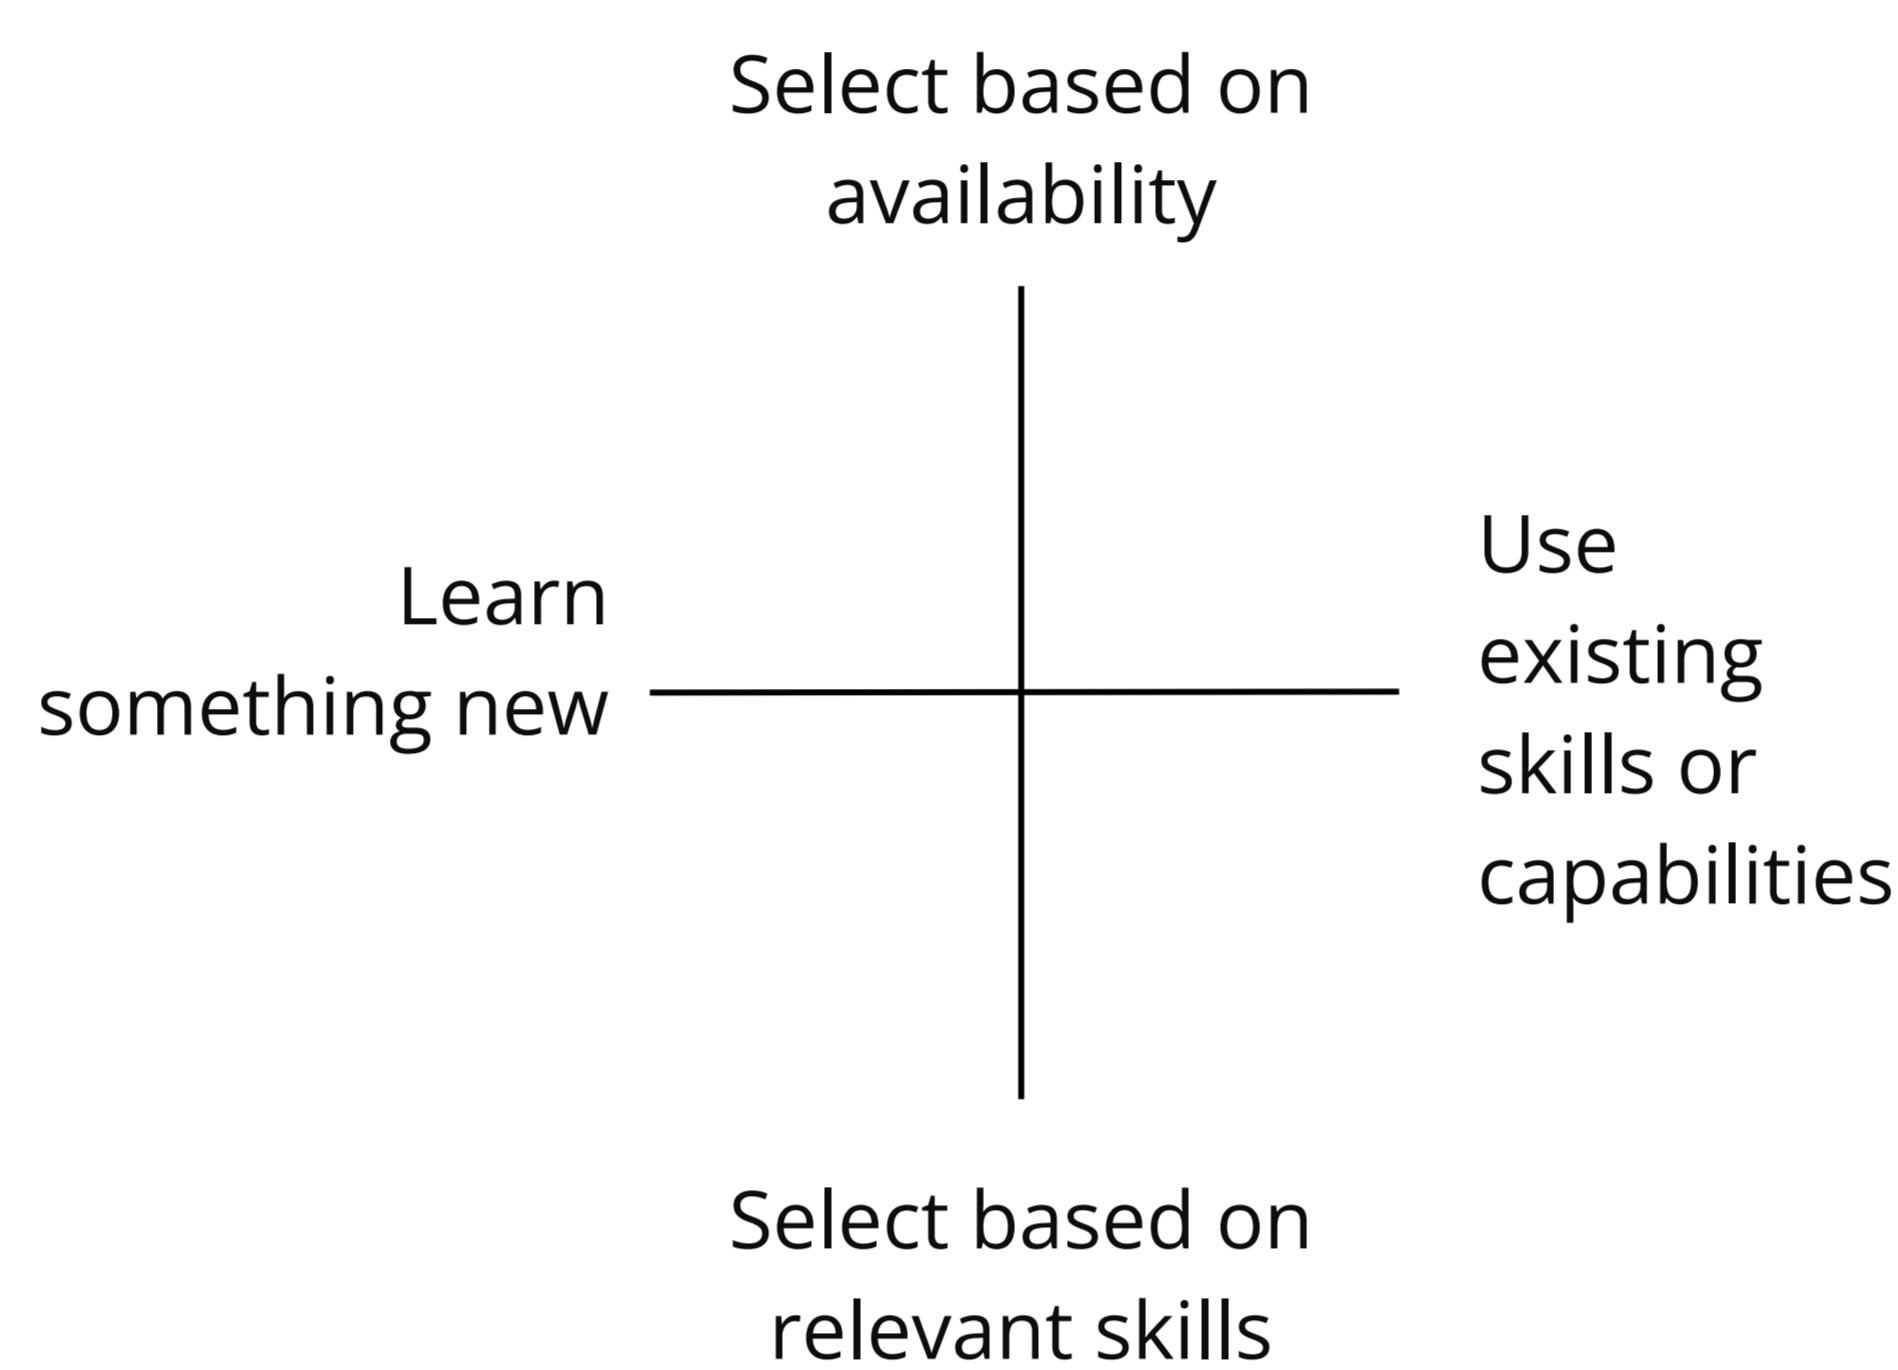 Select based on
availability
Learn
something new
Use
existing
skills or
capabilities
Select based on
relevant skills